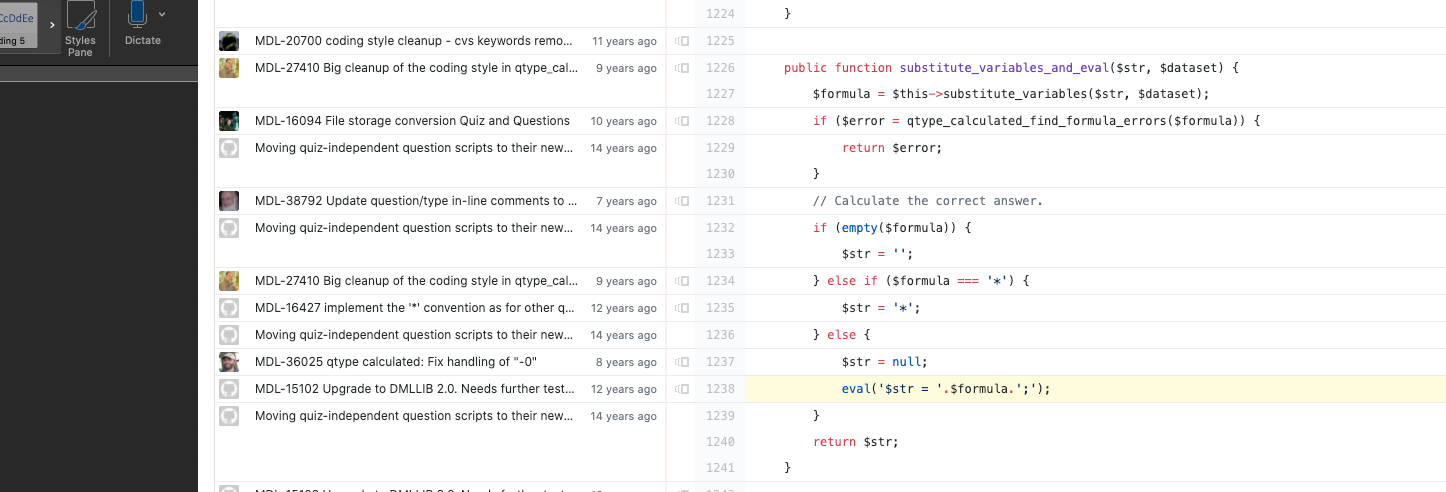 CcDdEe
ding 5
Styles
Pane
Dictate
1224 }
MDL-20700 coding style cleanup - cvs keywords remo... 11 years ago 1225
MDL-27410 Big cleanup of the coding style in qtype_cal... 9 years ago 1226 public function substitute_variables_and_eval($str, $dataset) {
1227 $formula = $this->substitute_variables($str, $dataset);
MDL-16094 File storage conversion Quiz and Questions 10 years ago 1228 if ($error = qtype_calculated_find_formula_errors($formula)) {
Moving quiz-independent question scripts to their new... 14 years ago 1229 return $error;
1230 }
MDL-38792 Update question/type in-line comments to ... 7 years ago 1231 // Calculate the correct answer.
Moving quiz-independent question scripts to their new... 14 years ago 1232 if (empty($formula)) {
1233 $str = '';
MDL-27410 Big cleanup of the coding style in qtype_cal... 9 years ago 1234 } else if ($formula === '*') {
MDL-16427 implement the '*' convention as for other q... 12 years ago 1235 $str = '*';
Moving quiz-independent question scripts to their new... 14 years ago 1236 } else {
MDL-36025 qtype calculated: Fix handling of "-0" 8 years ago 1237 $str = null;
MDL-15102 Upgrade to DMLLIB 2.0. Needs further test... 12 years ago 1238 eval('$str = '.$formula.';');
Moving quiz-independent question scripts to their new... 14 years ago 1239 }
1240 return $str;
1241 }